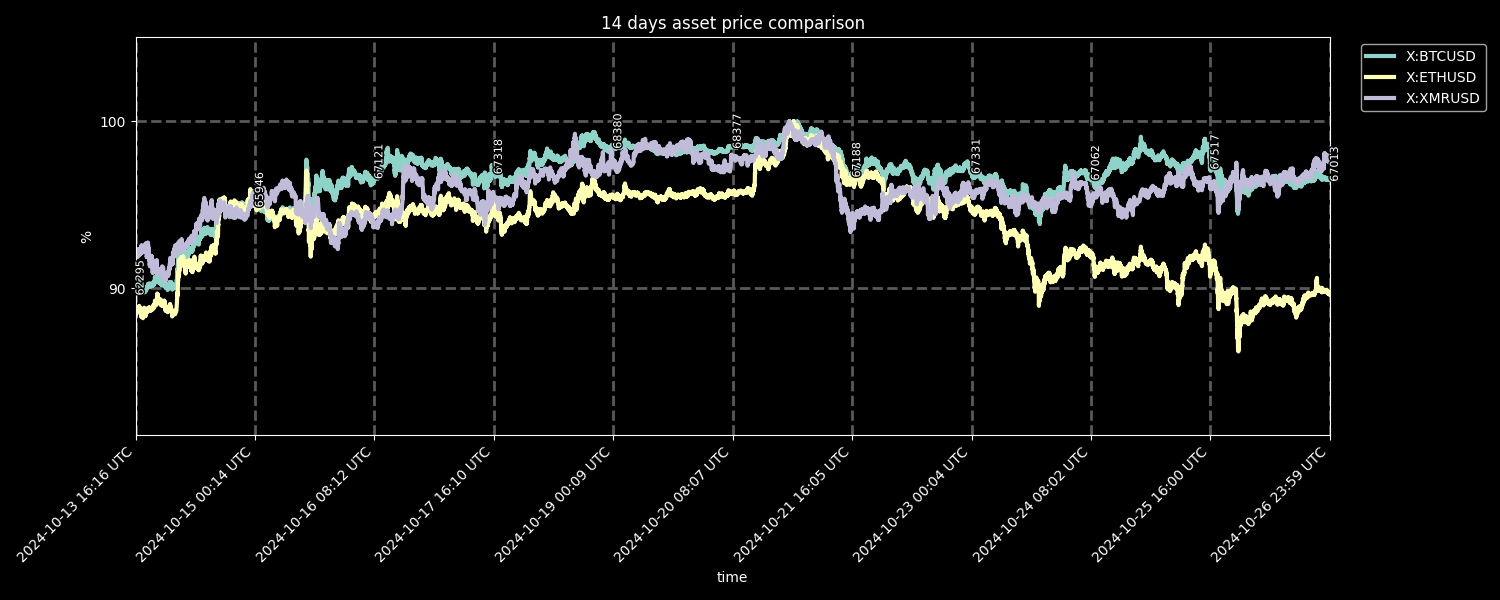 14 days asset price comparison
X:BTCUSD
X:ETHUSD
X:XMRUSD
100
90
%
62295
65946
67121
67318
68380
68377
67188
67331
67062
67517
67013
2024-10-13 16:16 UTC
2024-10-15 00:14 UTC
2024-10-16 08:12 UTC
2024-10-17 16:10 UTC
2024-10-19 00:09 UTC
2024-10-20 08:07 UTC
2024-10-21 16:05 UTC
2024-10-23 00:04 UTC
2024-10-24 08:02 UTC
2024-10-25 16:00 UTC
2024-10-26 23:59 UTC
time